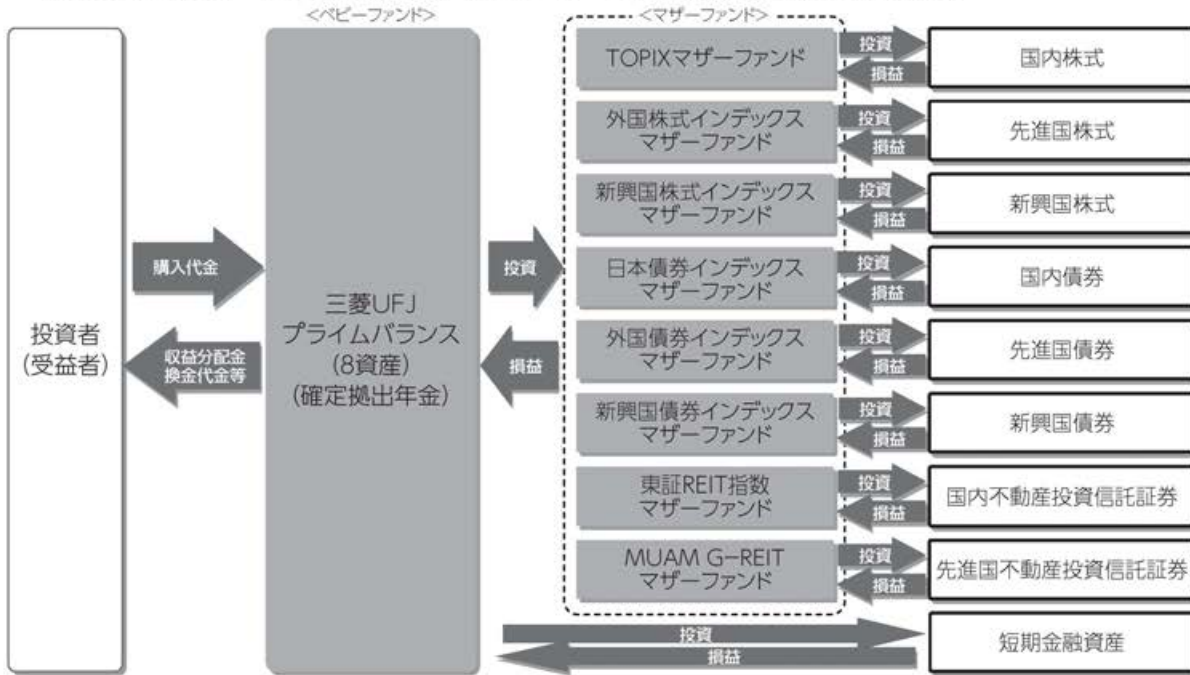 <ベビーファンド>
<マザーファンド>
投資者
(受益者)
購入代金
収益分配金
換金代金等
三菱UFJ
プライムバランス
(8資産)
(確定拠出年金)
投資
損益
TOPIXマザーファンド
投資
損益
国内株式
外国株式インデックス
マザーファンド
投資
損益
先進国株式
新興国株式インデックス
マザーファンド
投資
損益
新興国株式
日本債券インデックス
マザーファンド
投資
損益
国内債券
外国債券インデックス
マザーファンド
投資
損益
先進国債券
新興国債券インデックス
マザーファンド
投資
損益
新興国債券
東証REIT指数
マザーファンド
投資
損益
国内不動産投資信託証券
MUAM G-REIT
マザーファンド
投資
損益
先進国不動産投資信託証券
投資
損益
短期金融資産